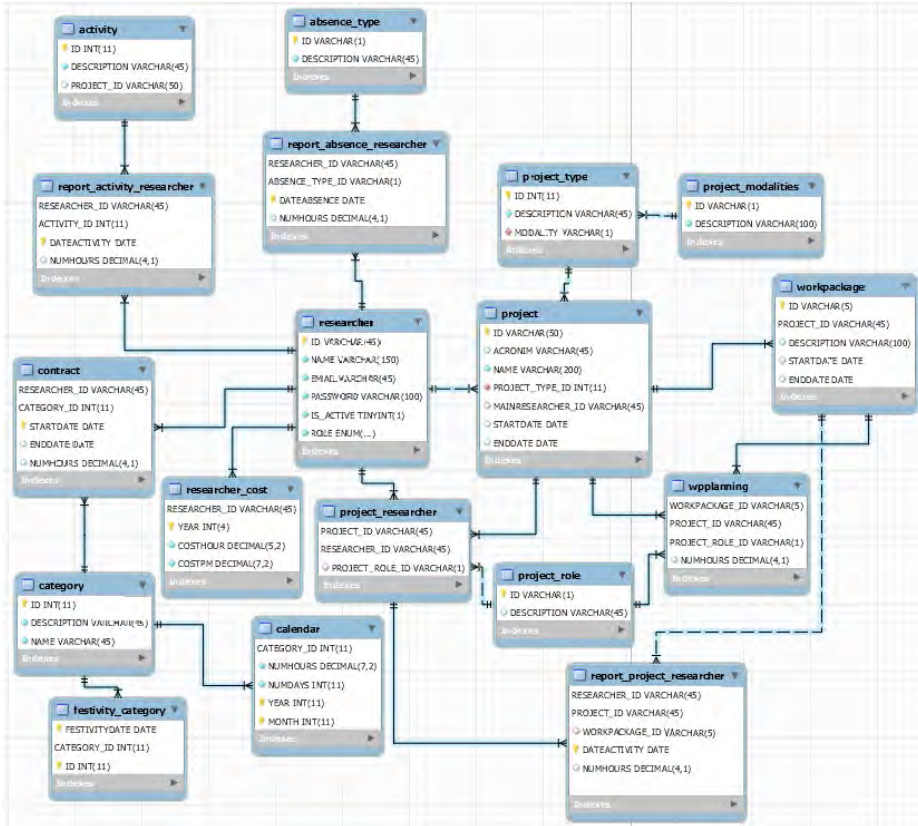 activity
ID INT(11)
DESCRIPTION VARCHAR(45)
PROJECT_ID VARCHAR(50)
Indexes
absence_type
ID VARCHAR(1)
DESCRIPTION VARCHAR(45)
Indexes
report_activity_researcher
RESEARCHER_ID VARCHAR(45)
ACTIVITY_ID INT(11)
DATEACTIVITY DATE
NUMHOURS DECIMAL(4,1)
Indexes
report_absence_researcher
RESEARCHER_ID VARCHAR(45)
ABSENCE_TYPE_ID VARCHAR(1)
DATEABSENCE DATE
NUMHOURS DECIMAL(4,1)
Indexes
project_type
ID INT(11)
DESCRIPTION VARCHAR(45)
MODALITY VARCHAR(1)
Indexes
project_modalities
ID VARCHAR(1)
DESCRIPTION VARCHAR(100)
Indexes
researcher
ID VARCHAR(45)
NAME VARCHAR(150)
EMAIL VARCHAR(45)
PASSWORD VARCHAR(100)
IS_ACTIVE TINYINT(1)
ROLE ENUM(...)
Indexes
project
ID VARCHAR(50)
ACRONIM VARCHAR(45)
NAME VARCHAR(200)
PROJECT_TYPE_ID INT(11)
MAINRESEARCHER_ID VARCHAR(45)
STARTDATE DATE
ENDDATE DATE
Indexes
workpackage
ID VARCHAR(5)
PROJECT_ID VARCHAR(45)
DESCRIPTION VARCHAR(100)
STARTDATE DATE
ENDDATE DATE
Indexes
contract
RESEARCHER_ID VARCHAR(45)
CATEGORY_ID INT(11)
STARTDATE DATE
ENDDATE DATE
NUMHOURS DECIMAL(4,1)
Indexes
researcher_cost
RESEARCHER_ID VARCHAR(45)
YEAR INT(4)
COSTHOUR DECIMAL(5,2)
COSTPM DECIMAL(7,2)
Indexes
project_researcher
PROJECT_ID VARCHAR(45)
RESEARCHER_ID VARCHAR(45)
PROJECT_ROLE_ID VARCHAR(1)
Indexes
wpplanning
WORKPACKAGE_ID VARCHAR(5)
PROJECT_ID VARCHAR(45)
PROJECT_ROLE_ID VARCHAR(1)
NUMHOURS DECIMAL(4,1)
Indexes
category
ID INT(11)
DESCRIPTION VARCHAR(45)
NAME VARCHAR(45)
Indexes
project_role
ID VARCHAR(1)
DESCRIPTION VARCHAR(45)
Indexes
calendar
CATEGORY_ID INT(11)
NUMHOURS DECIMAL(7,2)
NUMDAYS INT(11)
YEAR INT(11)
MONTH INT(11)
Indexes
festivity_category
FESTIVITYDATE DATE
CATEGORY_ID INT(11)
ID INT(11)
Indexes
report_project_researcher
RESEARCHER_ID VARCHAR(45)
PROJECT_ID VARCHAR(45)
WORKPACKAGE_ID VARCHAR(5)
DATEACTIVITY DATE
NUMHOURS DECIMAL(4,1)
Indexes